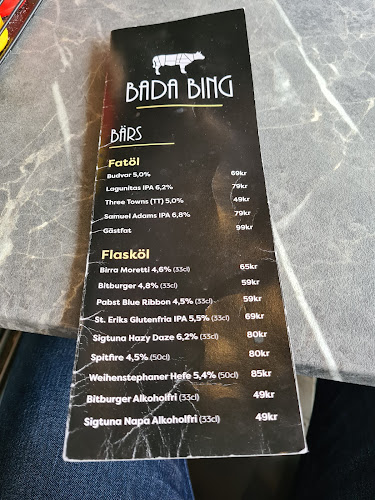 BADA BING
BÄRS
Fatöl
Budvar 5,0% 69kr
Lagunitas IPA 6,2% 79kr
Three Towns (TT) 5,0% 49kr
Samuel Adams IPA 6,8% 79kr
Gästfat 99kr
Flasköl
Birra Moretti 4,6% (33cl) 65kr
Bitburger 4,8% (33cl) 59kr
Pabst Blue Ribbon 4,5% (33cl) 59kr
St. Eriks Glutenfria IPA 5,5% (33cl) 69kr
Sigtuna Hazy Daze 6,2% (33cl) 80kr
Spitfire 4,5% (50cl) 80kr
Weihenstephaner Hefe 5,4% (50cl) 85kr
Bitburger Alkoholfri (33cl) 49kr
Sigtuna Napa Alkoholfri (33cl) 49kr